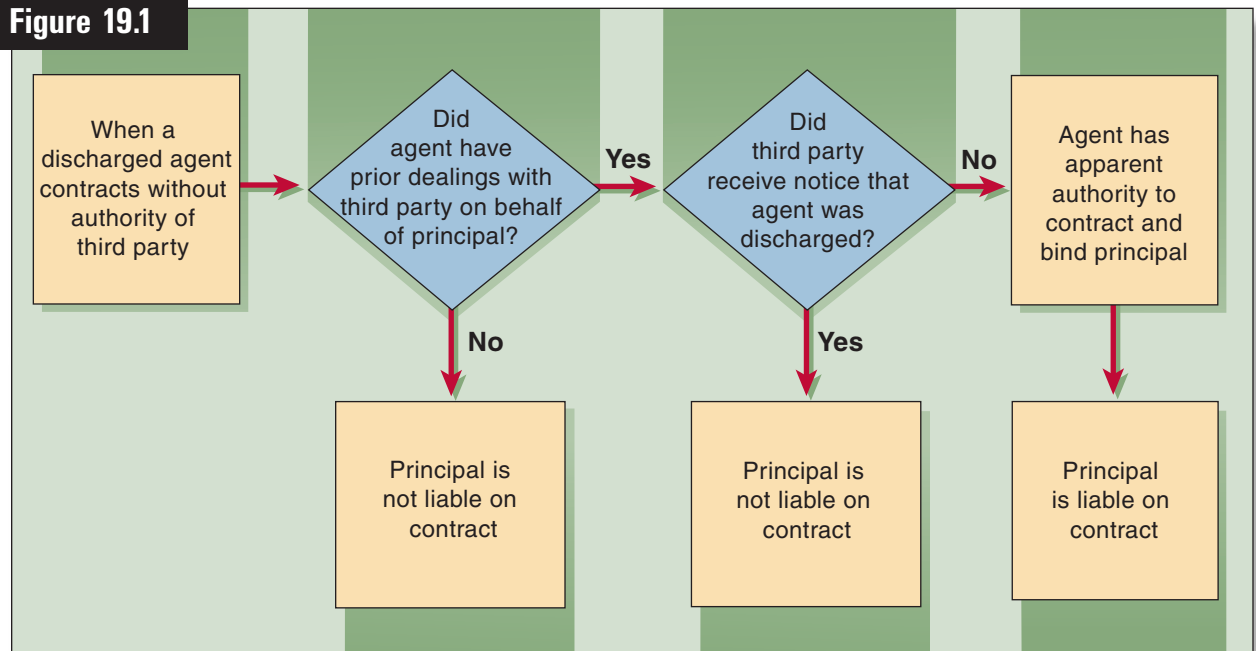 Figure 19.1
When a
discharged agent
contracts without
authority of
third party
Did
agent have
prior dealings with
third party on behalf
of principal?
Yes
Did
third party
receive notice that
agent was
discharged?
No
Agent has
apparent
authority to
contract and
bind principal
No
Yes
Principal is
not liable on
contract
Principal is
not liable on
contract
Principal
is liable on
contract